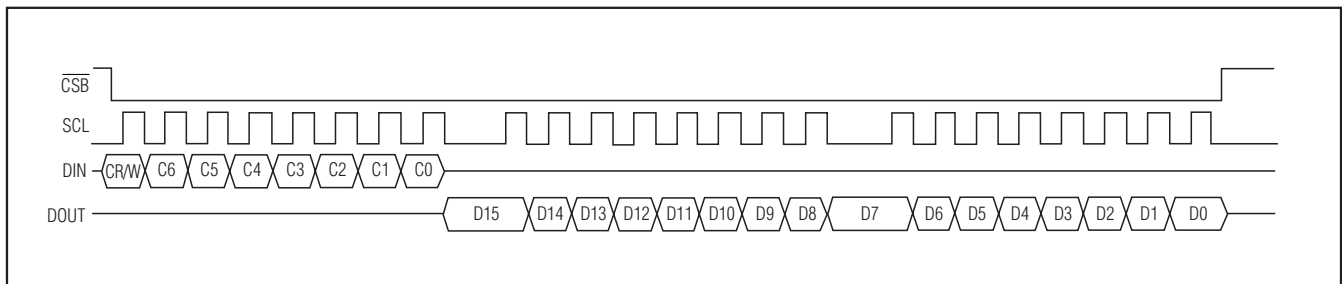 CSB
SCL
DIN CR/W C6 C5 C4 C3 C2 C1 C0
DOUT D15 D14 D13 D12 D11 D10 D9 D8 D7 D6 D5 D4 D3 D2 D1 D0